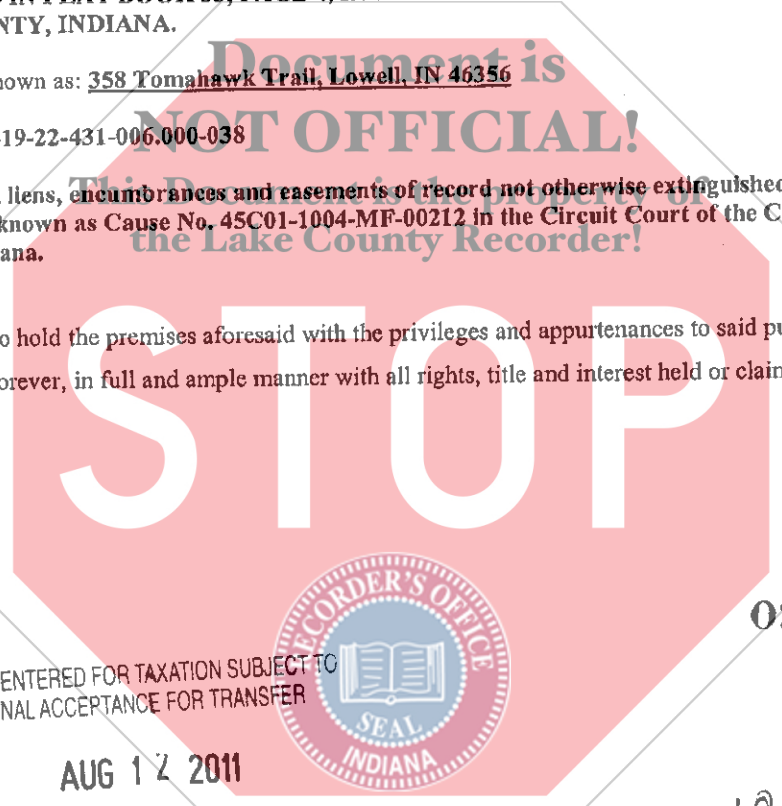 NTY, INDIANA.
nown as: 358 Tomahawk Trail, Lowell, IN 46356
19-22-431-006.000-038
liens, encumbrances and easements of record not otherwise extinguished
known as Cause No. 45C01-1004-MF-00212 in the Circuit Court of the C
ana.
o hold the premises aforesaid with the privileges and appurtenances to said pu
orever, in full and ample manner with all rights, title and interest held or claim
Document is
NOT OFFICIAL!
This Document is the property of
the Lake County Recorder!
STOP
RECORDER'S OFFICE
SEAL
INDIANA
ENTERED FOR TAXATION SUBJECT TO
NAL ACCEPTANCE FOR TRANSFER
AUG 12 2011